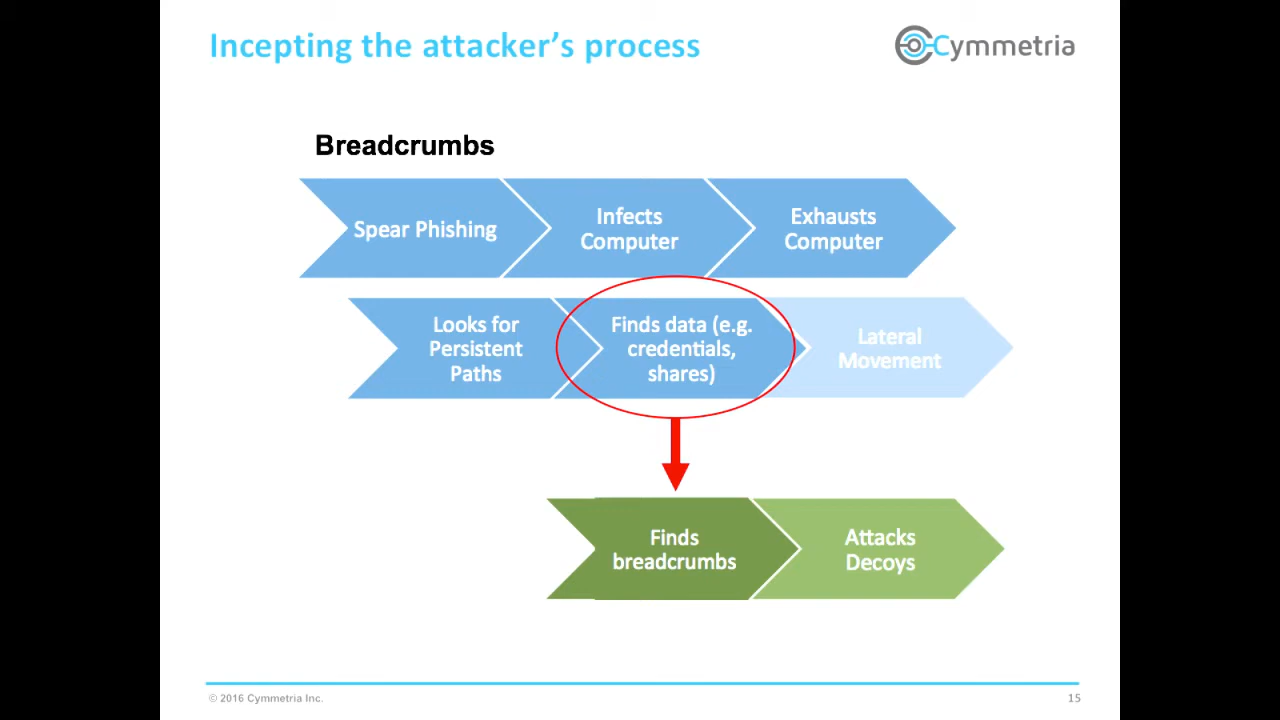 Incepting the attacker's process
Cymmetria
Breadcrumbs
Spear Phishing
Infects
Computer
Exhausts
Computer
Looks for
Persistent
Paths
Finds data (e.g.
credentials,
shares)
Lateral
Movement
Finds
breadcrumbs
Attacks
Decoys
© 2016 Cymmetria Inc.
15